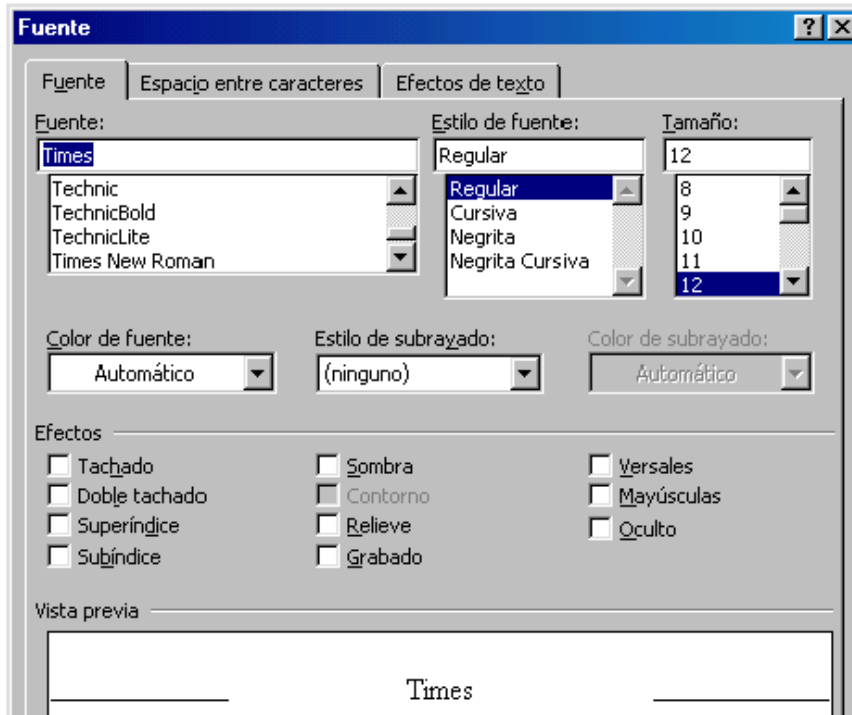 Fuente
Fuente Espacio entre caracteres Efectos de texto
Fuente: Estilo de fuente: Tamaño:
Times Regular 12
Technic Regular 8
TechnicBold Cursiva 9
TechnicLite Negrita 10
Times New Roman Negrita Cursiva 11
12
Color de fuente: Estilo de subrayado: Color de subrayado:
Automático (ninguno) Automático
Efectos
Tachado Sombra Versales
Doble tachado Contorno Mayúsculas
Superíndice Relieve Oculto
Subíndice Grabado
Vista previa
Times